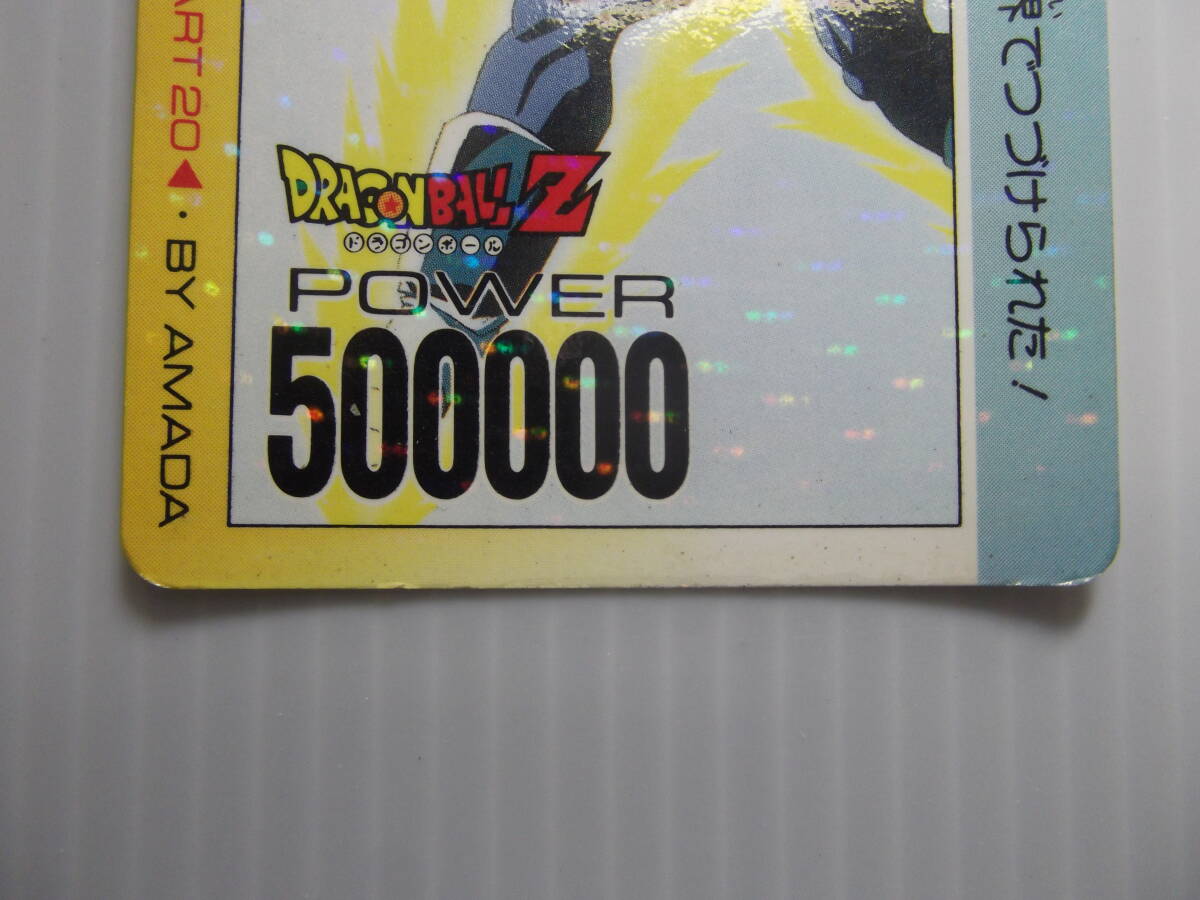 ART 20 ◆ · BY AMADA
DRAGON BALL Z
ドラゴンボール
POWER
500000
界でつづけられた!